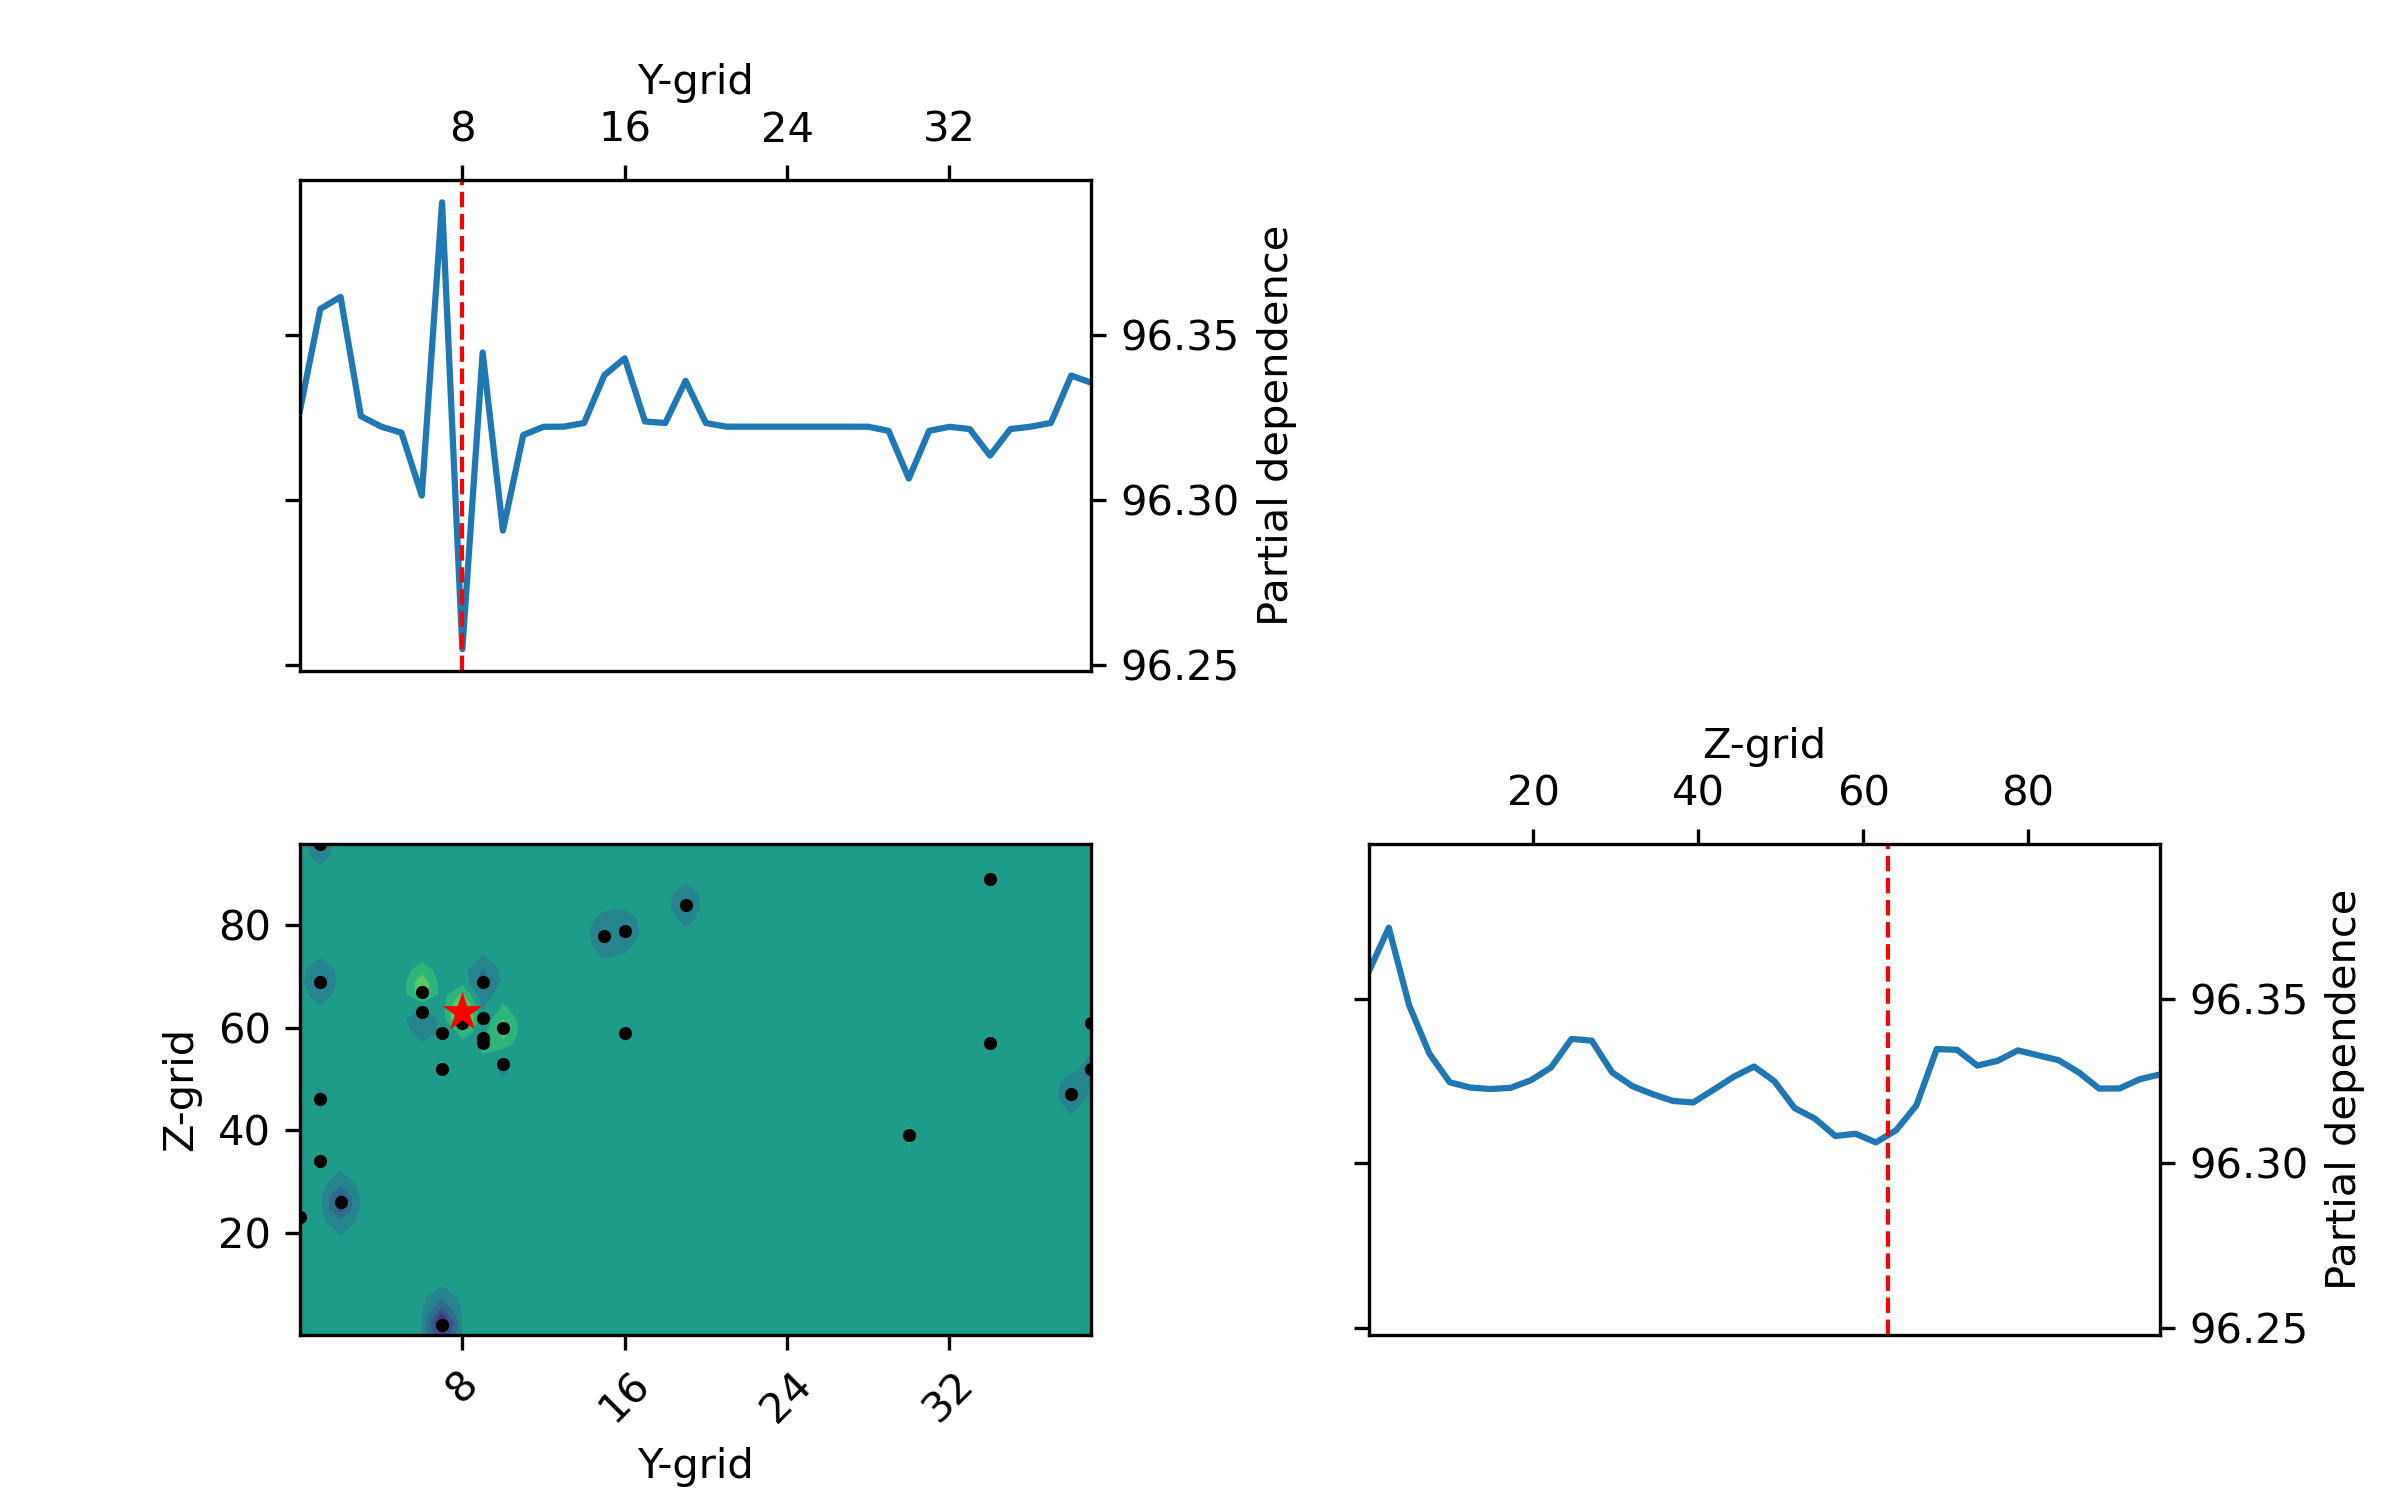 Y-grid
8 16 24 32
96.35
96.30
96.25
Partial dependence
Z-grid
20 40 60 80
96.35
96.30
96.25
Partial dependence
80
60
40
20
Z-grid
8 16 24 32
Y-grid